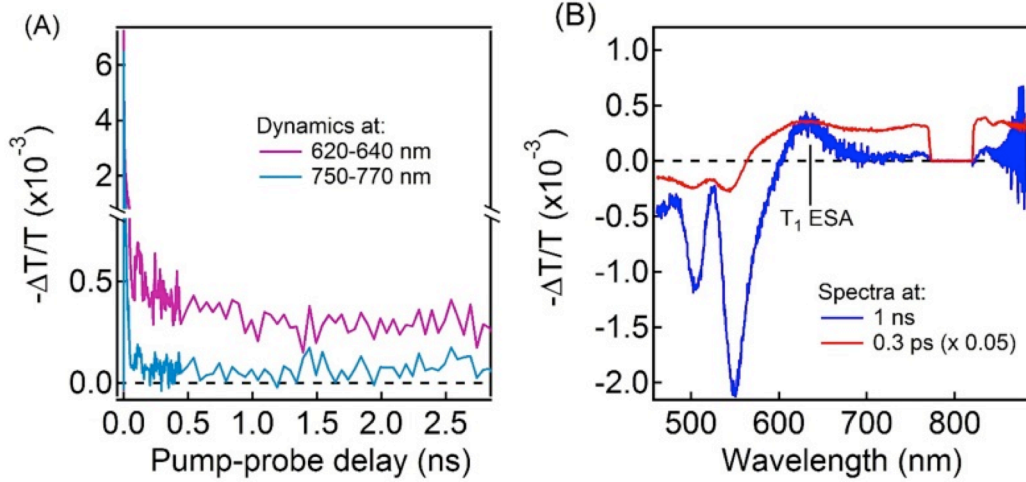 (A)
-ΔT/T (x10⁻³)
6
4
2
0.5
0.0
Dynamics at:
620-640 nm
750-770 nm
0.0 0.5 1.0 1.5 2.0 2.5
Pump-probe delay (ns)
(B)
-ΔT/T (x10⁻³)
1.0
0.5
0.0
-0.5
-1.0
-1.5
-2.0
T₁ ESA
Spectra at:
1 ns
0.3 ps (x 0.05)
500 600 700 800
Wavelength (nm)